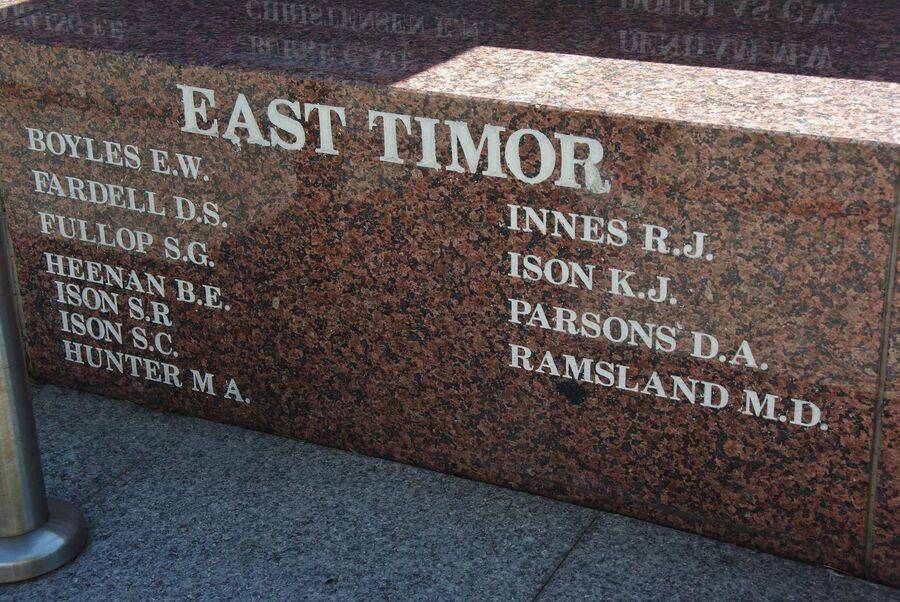 EAST TIMOR
BOYLES E.W.
FARDELL D.S.
FULLOP S.G.
HEENAN B.E.
ISON S.R
ISON S.C.
HUNTER M A.
INNES R.J.
ISON K.J.
PARSONS D.A.
RAMSLAND M.D.